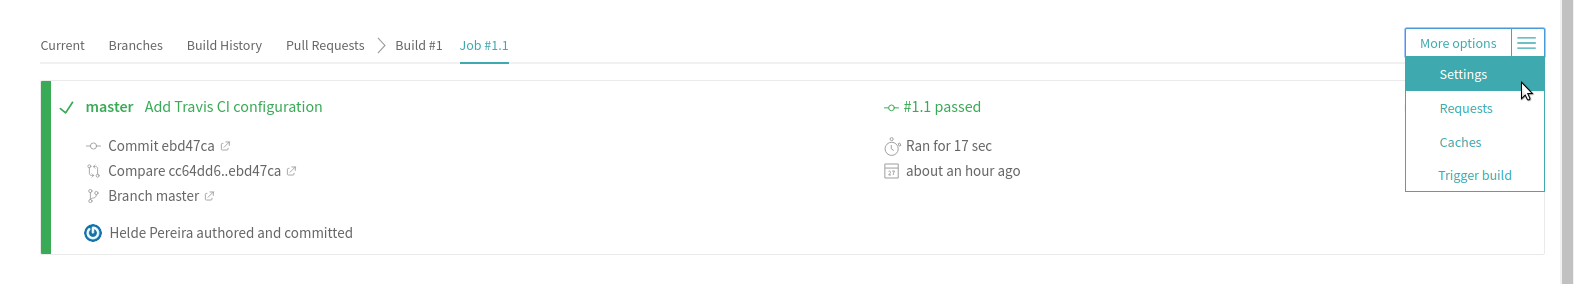 Current Branches Build History Pull Requests Build #1 Job #1.1
More options
Settings
Requests
Caches
Trigger build
master Add Travis CI configuration
Commit ebd47ca
Compare cc64dd6..ebd47ca
Branch master
Helde Pereira authored and committed
#1.1 passed
Ran for 17 sec
27 about an hour ago